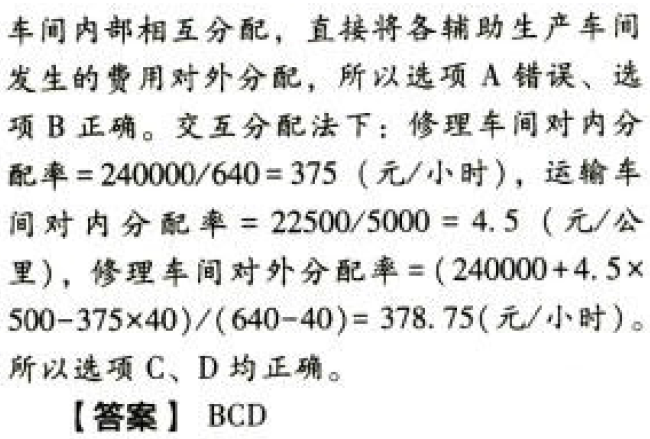 车间内部相互分配，直接将各辅助生产车间
发生的费用对外分配，所以选项 A 错误、选
项 B 正确。交互分配法下：修理车间对内分
配率=240000/640=375（元/小时），运输车
间对内分配率 = 22500/5000 = 4.5（元/公
里），修理车间对外分配率=(240000+4.5×
500-375×40)/(640-40)=378.75(元/小时)。
所以选项 C、D 均正确。
【答案】 BCD